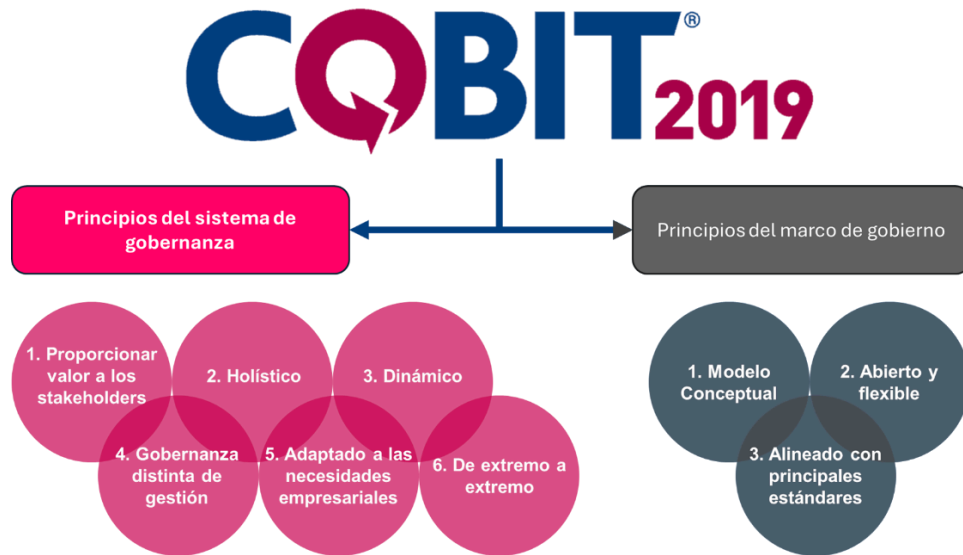 COBIT® 2019
Principios del sistema de
gobernanza
Principios del marco de gobierno
1. Proporcionar
valor a los
stakeholders
2. Holístico
3. Dinámico
4. Gobernanza
distinta de
gestión
5. Adaptado a las
necesidades
empresariales
6. De extremo a
extremo
1. Modelo
Conceptual
2. Abierto y
flexible
3. Alineado con
principales
estándares